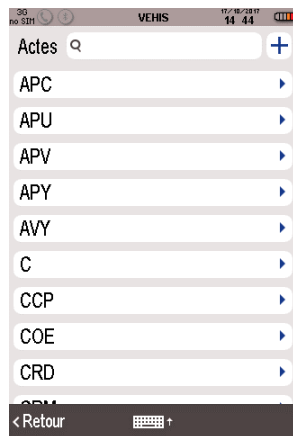 3G
no SIM
VEHIS
17/10/2017
14 44
Actes
APC
APU
APV
APY
AVY
C
CCP
COE
CRD
< Retour